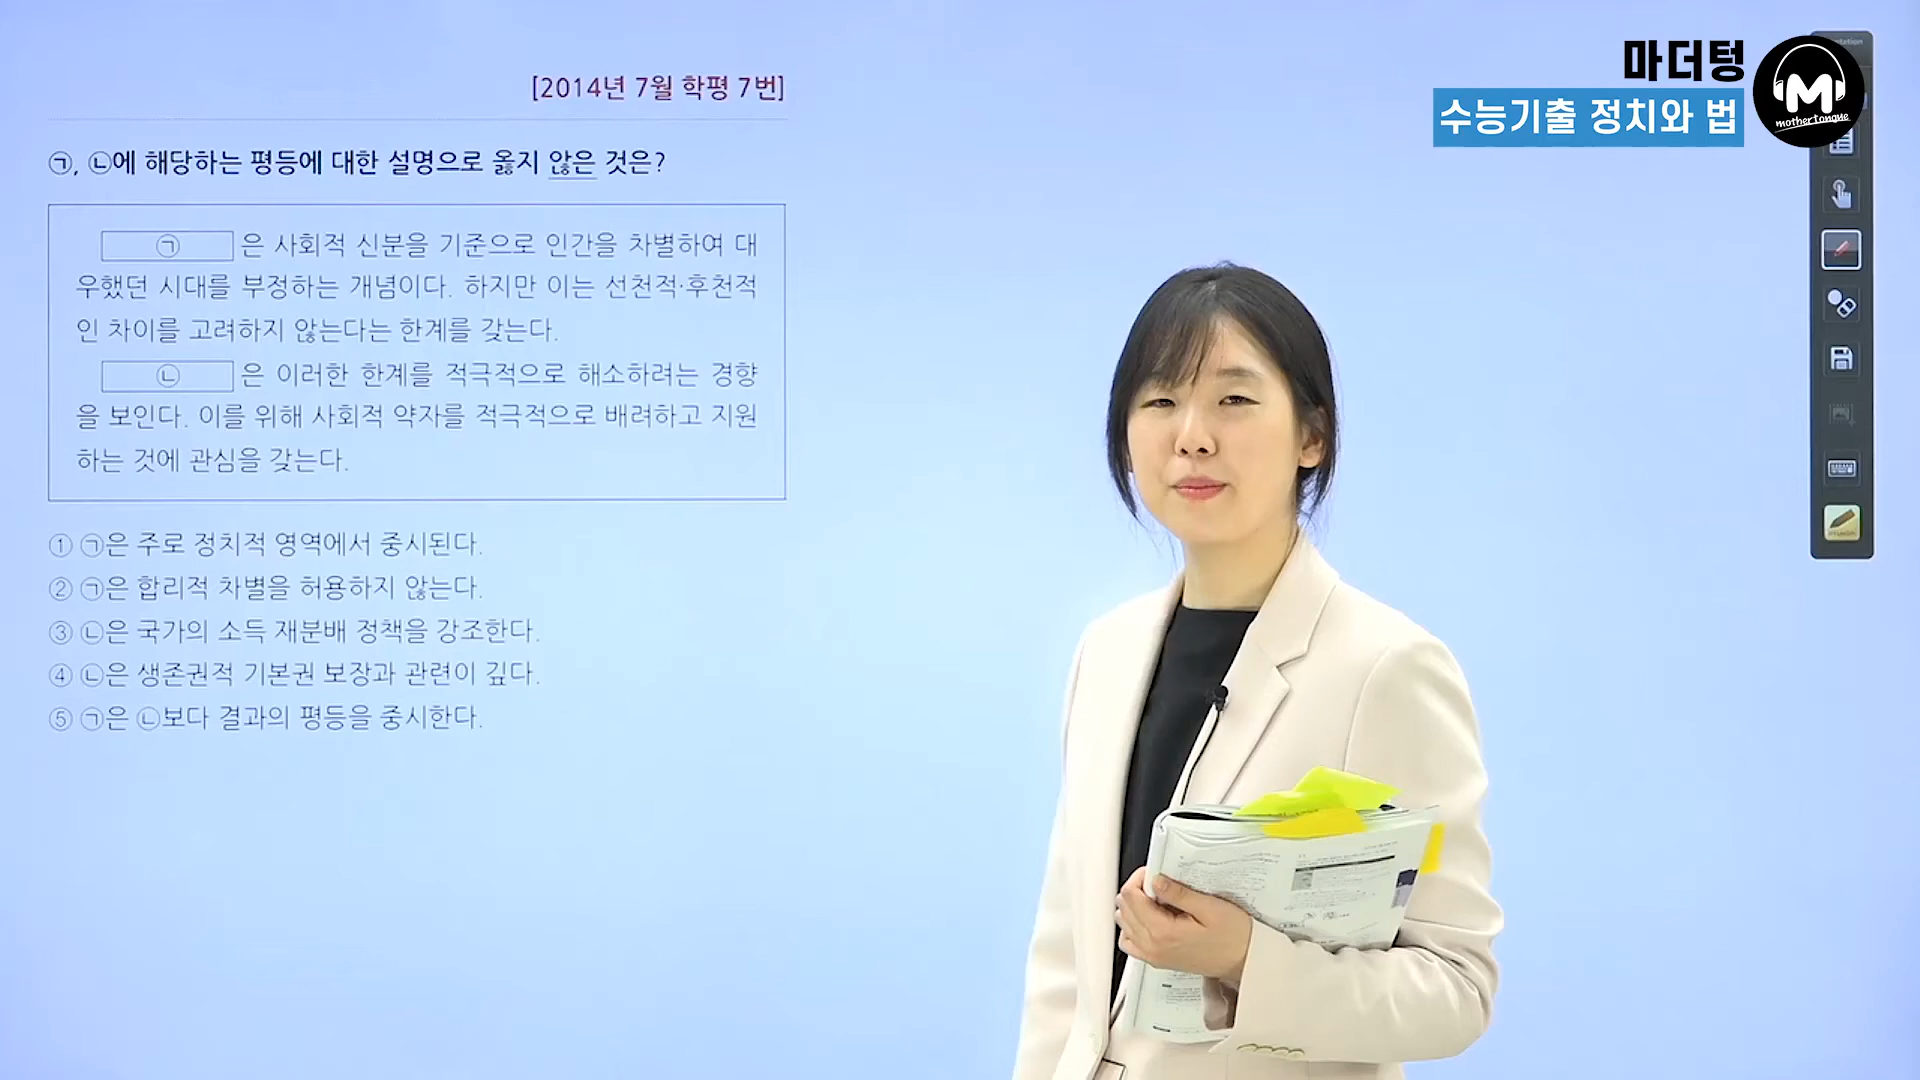 마더텅
수능기출 정치와 법
mothertongue
[2014년 7월 학평 7번]
㉠, ㉡에 해당하는 평등에 대한 설명으로 옳지 않은 것은?
㉠ 은 사회적 신분을 기준으로 인간을 차별하여 대
우했던 시대를 부정하는 개념이다. 하지만 이는 선천적·후천적
인 차이를 고려하지 않는다는 한계를 갖는다.
㉡ 은 이러한 한계를 적극적으로 해소하려는 경향
을 보인다. 이를 위해 사회적 약자를 적극적으로 배려하고 지원
하는 것에 관심을 갖는다.
① ㉠은 주로 정치적 영역에서 중시된다.
② ㉠은 합리적 차별을 허용하지 않는다.
③ ㉡은 국가의 소득 재분배 정책을 강조한다.
④ ㉡은 생존권적 기본권 보장과 관련이 깊다.
⑤ ㉠은 ㉡보다 결과의 평등을 중시한다.